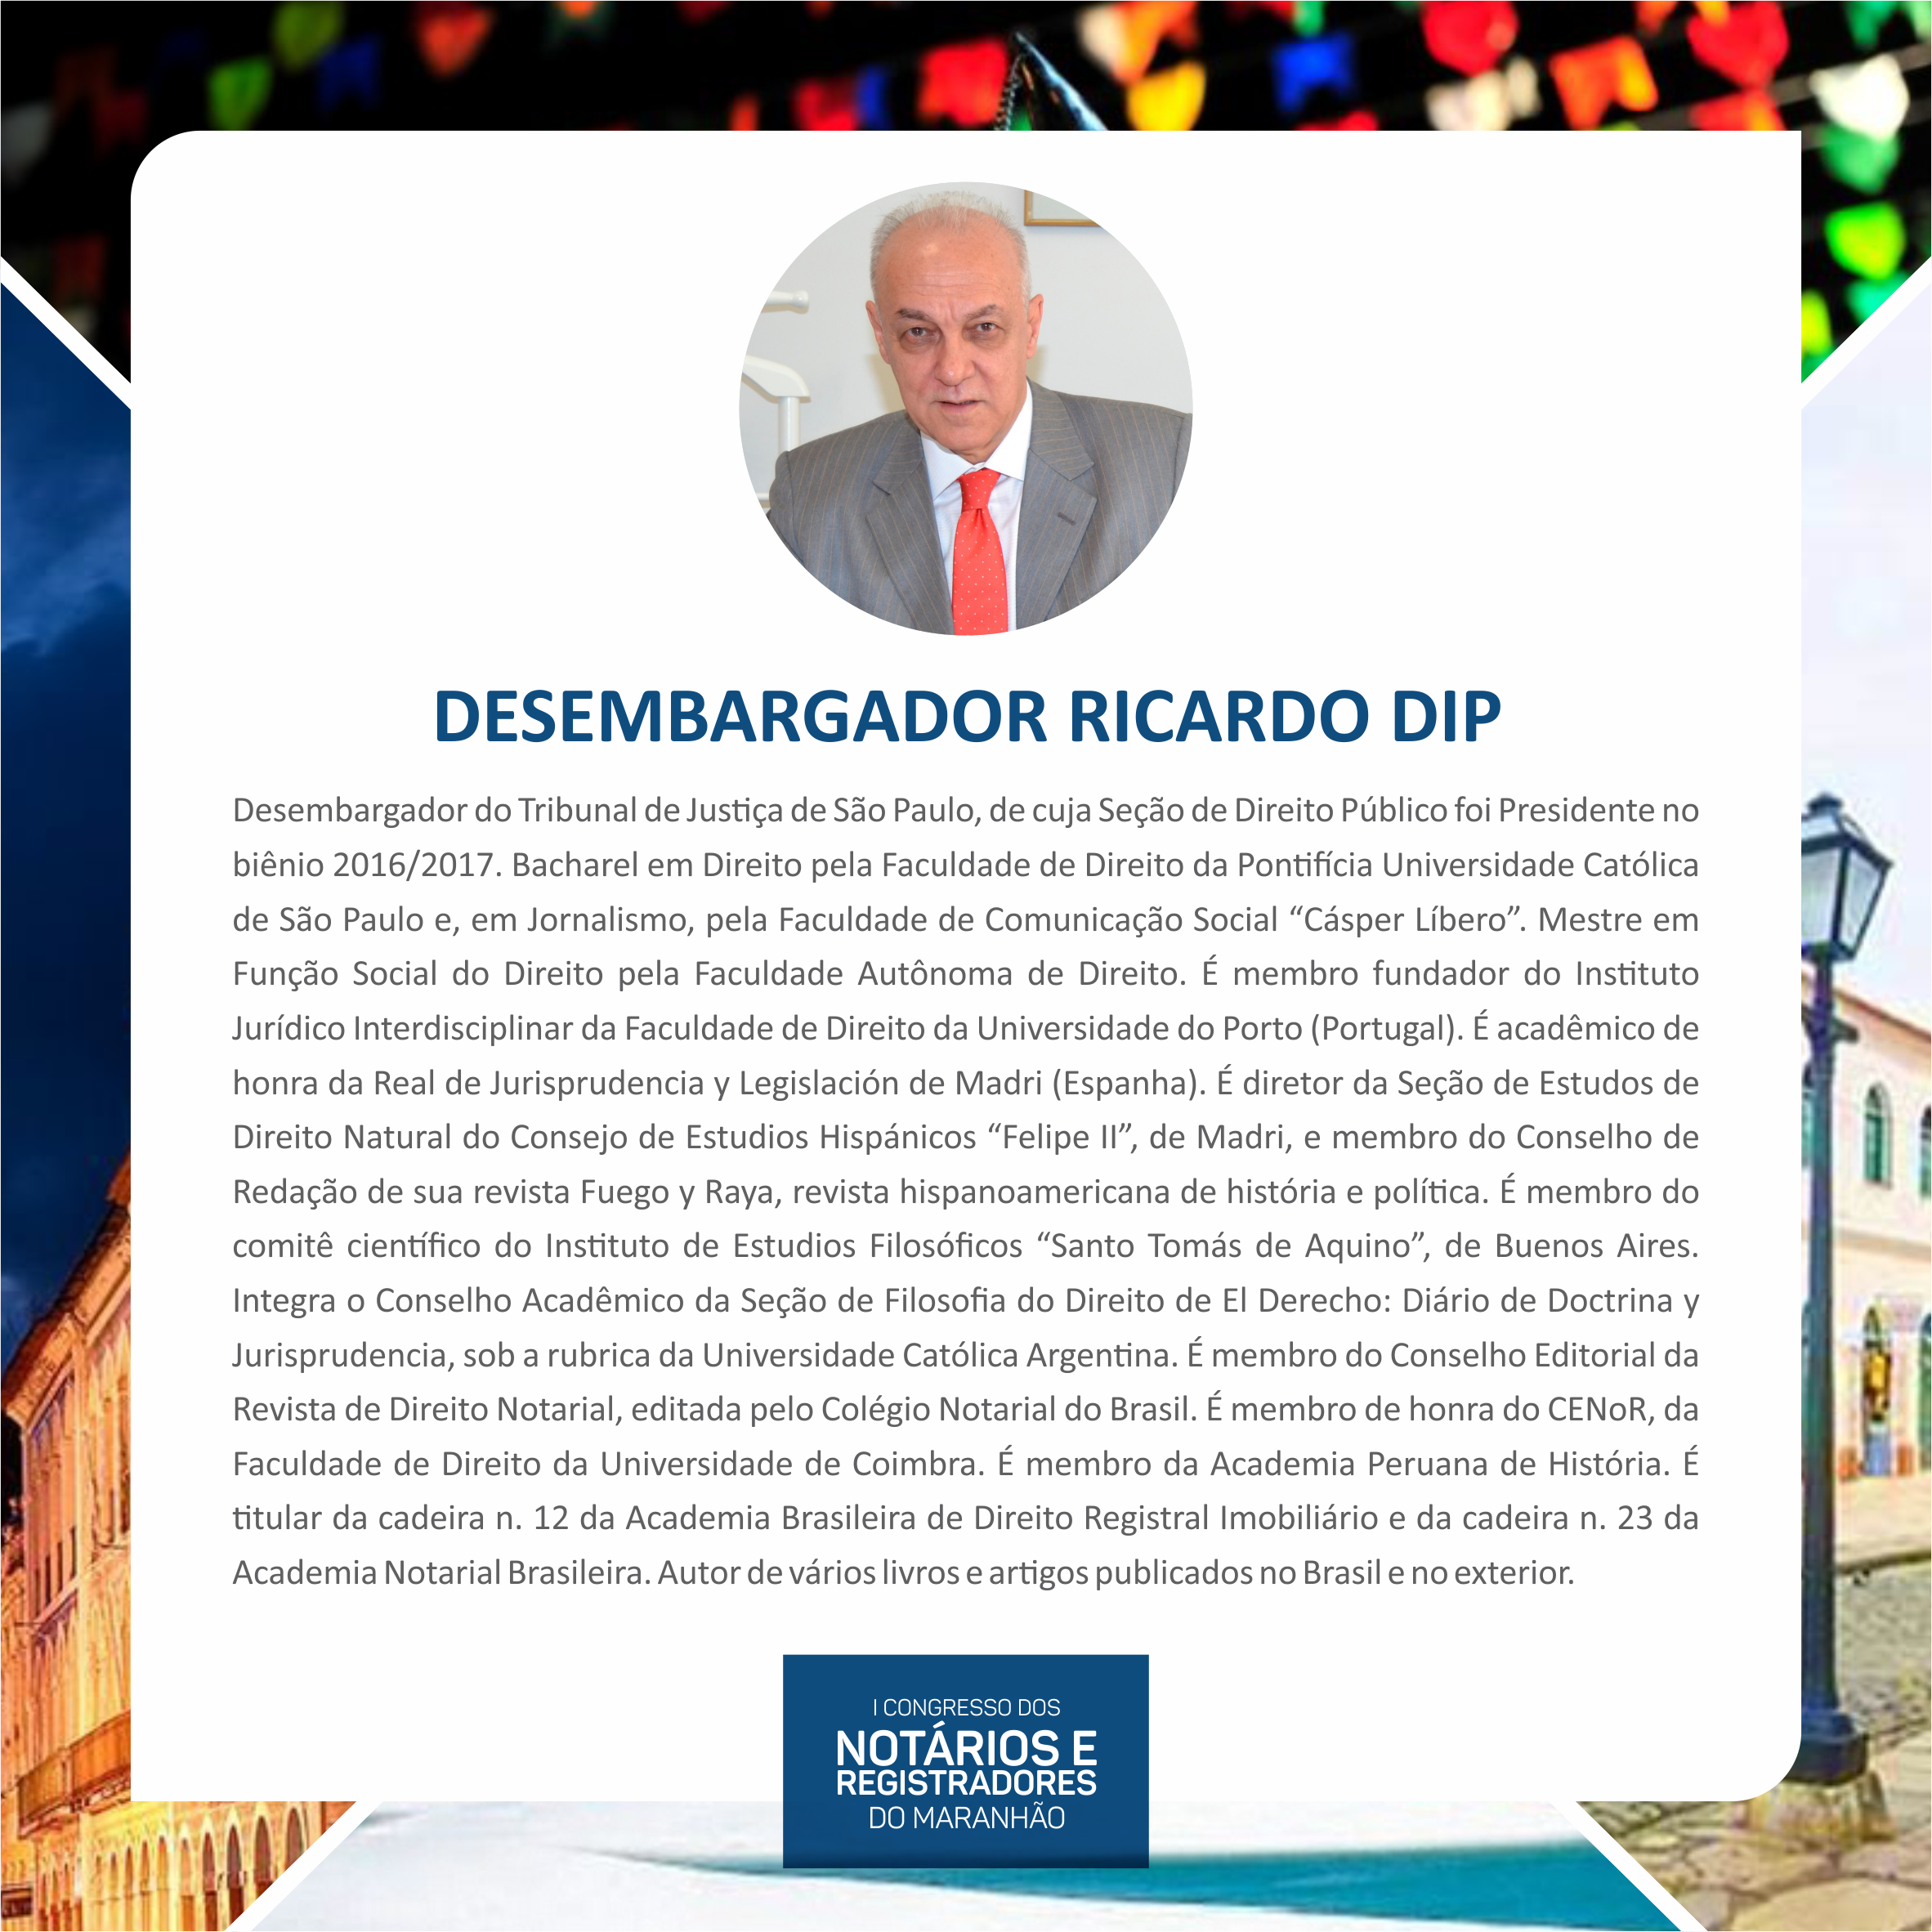 DESEMBARGADOR RICARDO DIP
Desembargador do Tribunal de Justiça de São Paulo, de cuja Seção de Direito Público foi Presidente no
biênio 2016/2017. Bacharel em Direito pela Faculdade de Direito da Pontifícia Universidade Católica
de São Paulo e, em Jornalismo, pela Faculdade de Comunicação Social “Cásper Líbero”. Mestre em
Função Social do Direito pela Faculdade Autônoma de Direito. É membro fundador do Instituto
Jurídico Interdisciplinar da Faculdade de Direito da Universidade do Porto (Portugal). É acadêmico de
honra da Real de Jurisprudencia y Legislación de Madri (Espanha). É diretor da Seção de Estudos de
Direito Natural do Consejo de Estudios Hispánicos “Felipe II”, de Madri, e membro do Conselho de
Redação de sua revista Fuego y Raya, revista hispanoamericana de história e política. É membro do
comitê científico do Instituto de Estudios Filosóficos “Santo Tomás de Aquino”, de Buenos Aires.
Integra o Conselho Acadêmico da Seção de Filosofia do Direito de El Derecho: Diário de Doctrina y
Jurisprudencia, sob a rubrica da Universidade Católica Argentina. É membro do Conselho Editorial da
Revista de Direito Notarial, editada pelo Colégio Notarial do Brasil. É membro de honra do CENoR, da
Faculdade de Direito da Universidade de Coimbra. É membro da Academia Peruana de História. É
titular da cadeira n. 12 da Academia Brasileira de Direito Registral Imobiliário e da cadeira n. 23 da
Academia Notarial Brasileira. Autor de vários livros e artigos publicados no Brasil e no exterior.
I CONGRESSO DOS
NOTÁRIOS E
REGISTRADORES
DO MARANHÃO